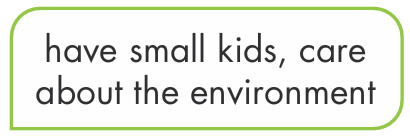 have small kids, care
about the environment